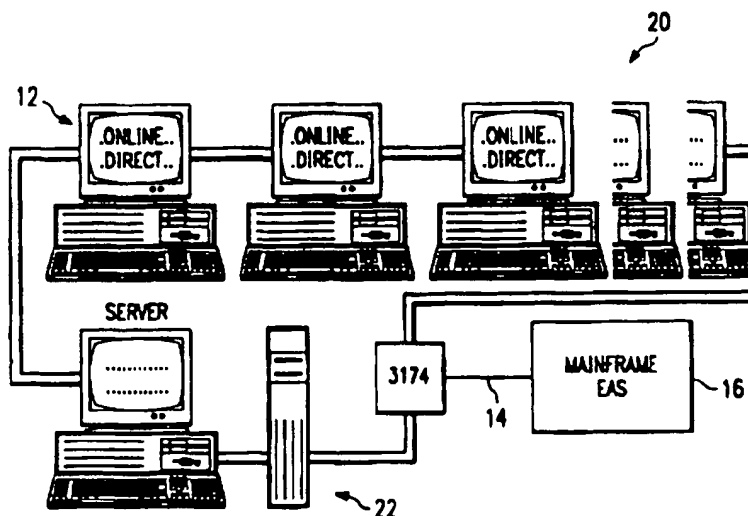 20
12
.ONLINE..
.DIRECT..
.ONLINE..
.DIRECT..
.ONLINE..
.DIRECT..
...
...
...
...
SERVER
............
...........
3174
14
MAINFRAME
EAS
16
22